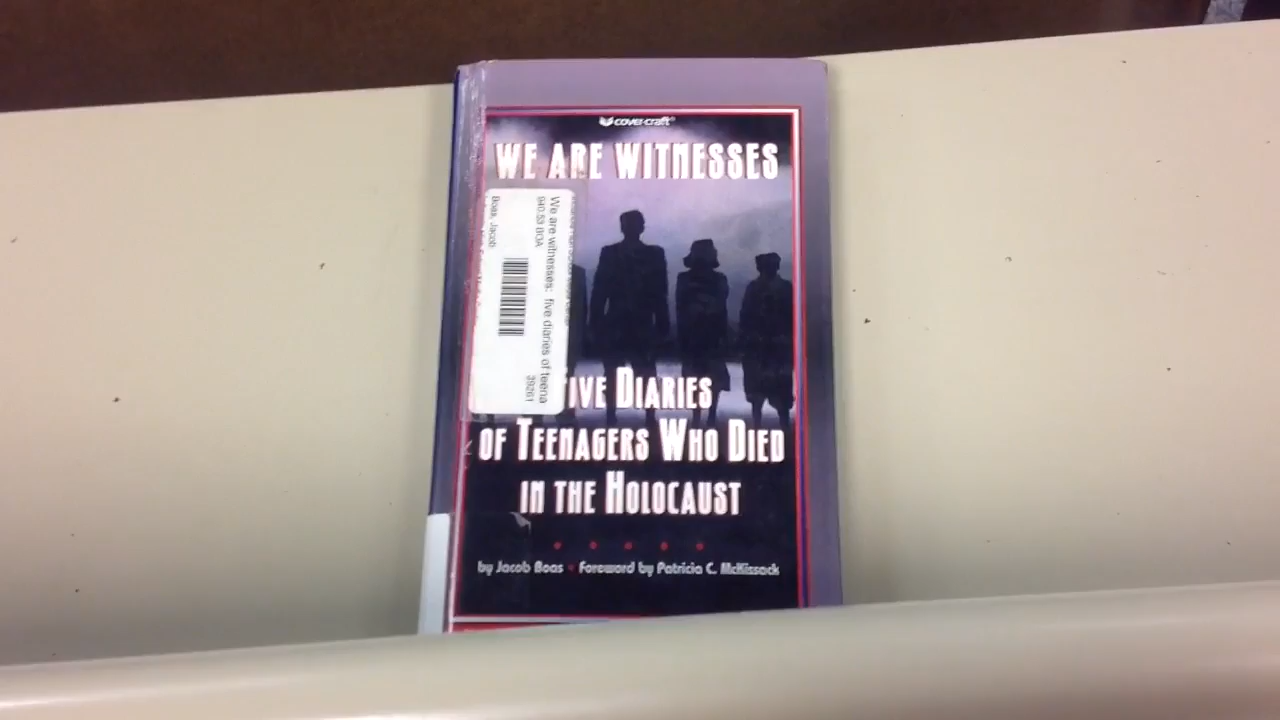 cover-craft®
WE ARE WITNESSES
We are witnesses: five diaries of teena
940.53 BOA
Boas, Jacob
39261
FIVE DIARIES
OF TEENAGERS WHO DIED
IN THE HOLOCAUST
by Jacob Boas • Foreword by Patricia C. McKissack